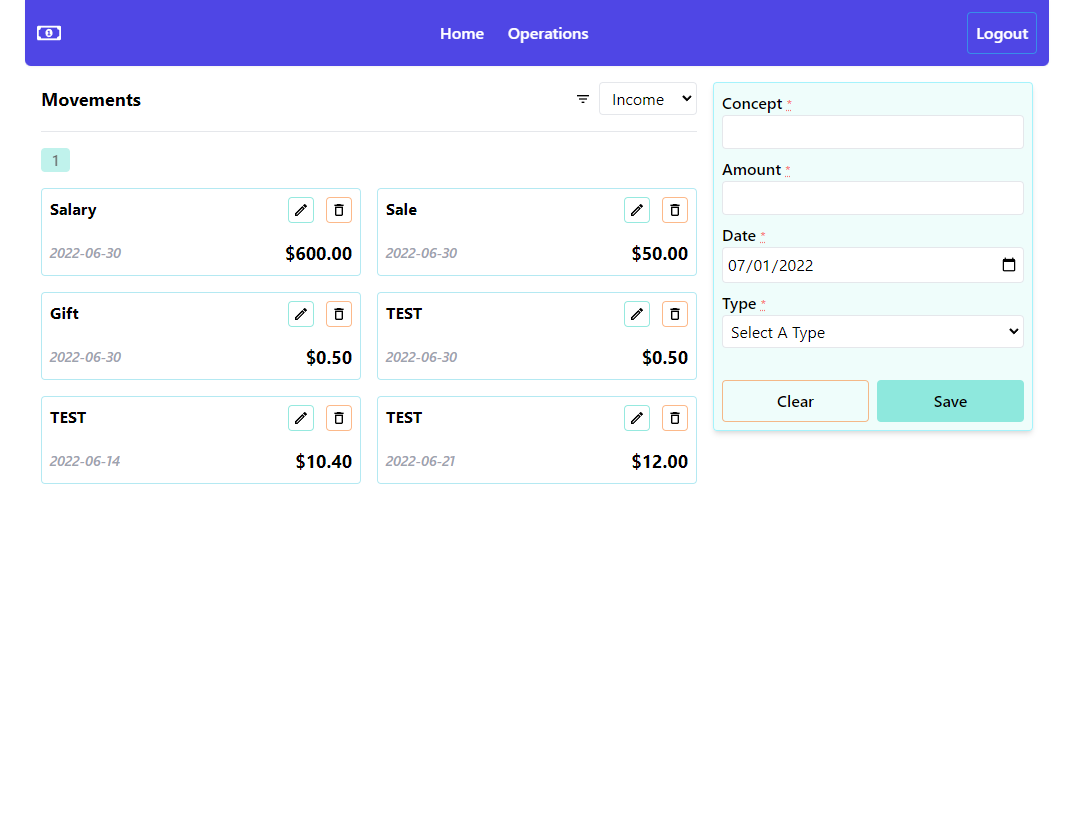 Home Operations Logout
Movements
Income
1
Salary
2022-06-30 $600.00
Sale
2022-06-30 $50.00
Gift
2022-06-30 $0.50
TEST
2022-06-30 $0.50
TEST
2022-06-14 $10.40
TEST
2022-06-21 $12.00
Concept *
Amount *
Date *
07/01/2022
Type *
Select A Type
Clear Save